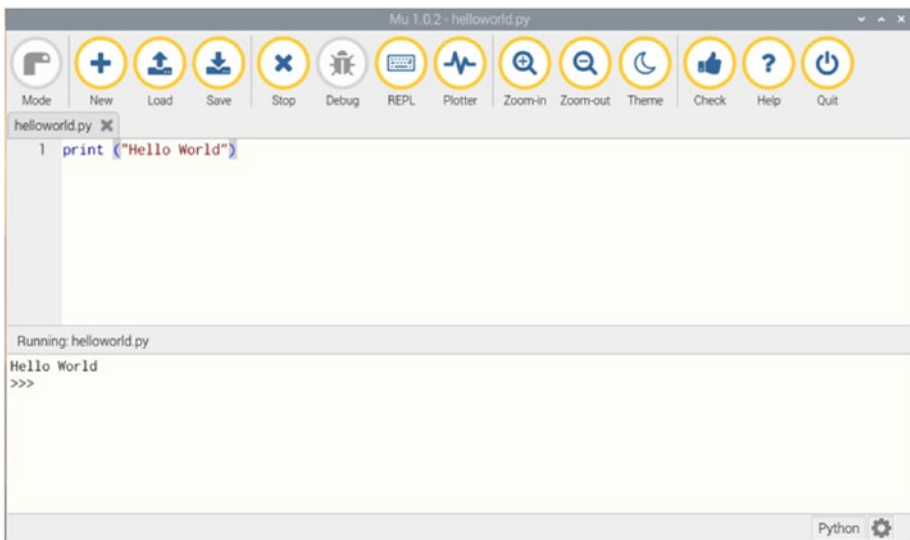 Mu 1.0.2 - helloworld.py
Mode New Load Save Stop Debug REPL Plotter Zoom-in Zoom-out Theme Check Help Quit
helloworld.py
1 print ("Hello World")
Running: helloworld.py
Hello World
>>>
Python